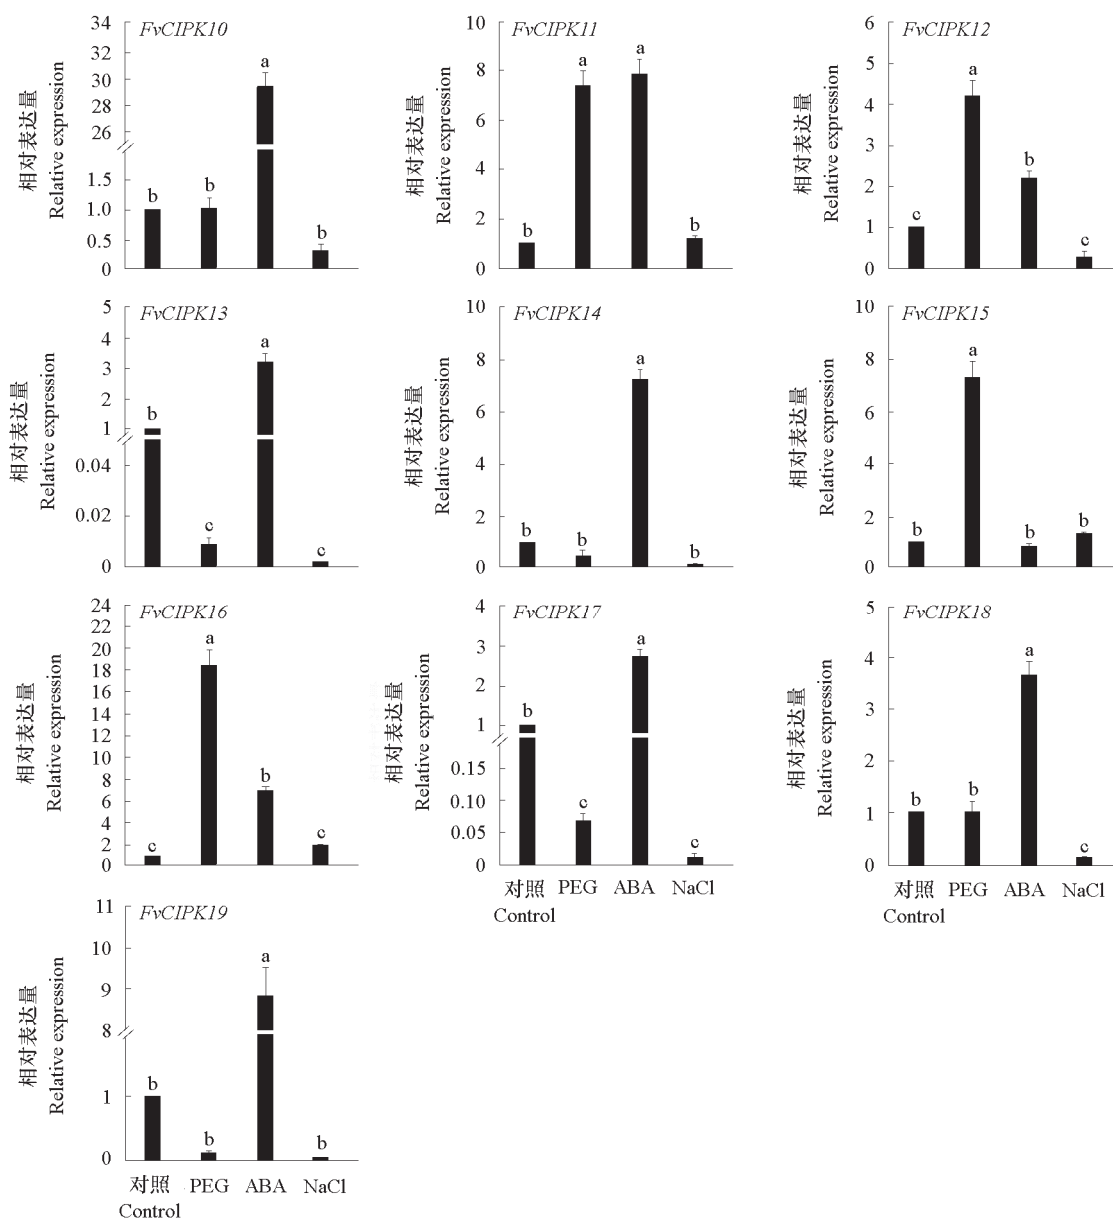 FvCIPK10
相对表达量
Relative expression
34
32
30
28
26
1.5
1.0
0.5
0
b
b
a
b
FvCIPK11
相对表达量
Relative expression
10
8
6
4
2
0
b
a
a
b
FvCIPK12
相对表达量
Relative expression
6
5
4
3
2
1
0
c
a
b
c
FvCIPK13
相对表达量
Relative expression
5
4
3
2
1
0.04
0.02
0
b
c
a
c
FvCIPK14
相对表达量
Relative expression
10
8
6
4
2
0
b
b
a
b
FvCIPK15
相对表达量
Relative expression
10
8
6
4
2
0
b
a
b
b
FvCIPK16
相对表达量
Relative expression
24
22
20
18
16
14
12
10
8
6
4
2
0
c
a
b
c
FvCIPK17
相对表达量
Relative expression
4
3
2
1
0.15
0.10
0.05
0
b
c
a
c
对照 PEG ABA NaCl
Control
FvCIPK18
相对表达量
Relative expression
5
4
3
2
1
0
b
b
a
c
对照 PEG ABA NaCl
Control
FvCIPK19
相对表达量
Relative expression
11
10
9
8
1
0
b
b
a
b
对照 PEG ABA NaCl
Control